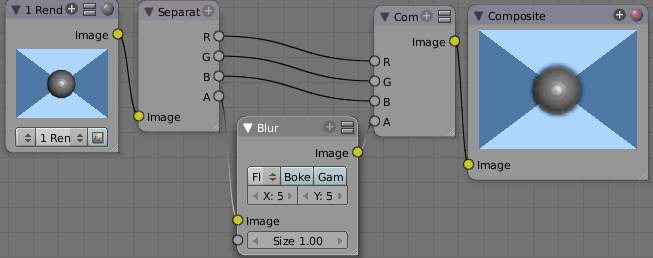 1 Rend
Image
1 Ren
Separat
R
G
B
A
Image
Blur
Image
Fl
Boke
Gam
X: 5
Y: 5
Image
Size 1.00
Com
Image
R
G
B
A
Composite
Image